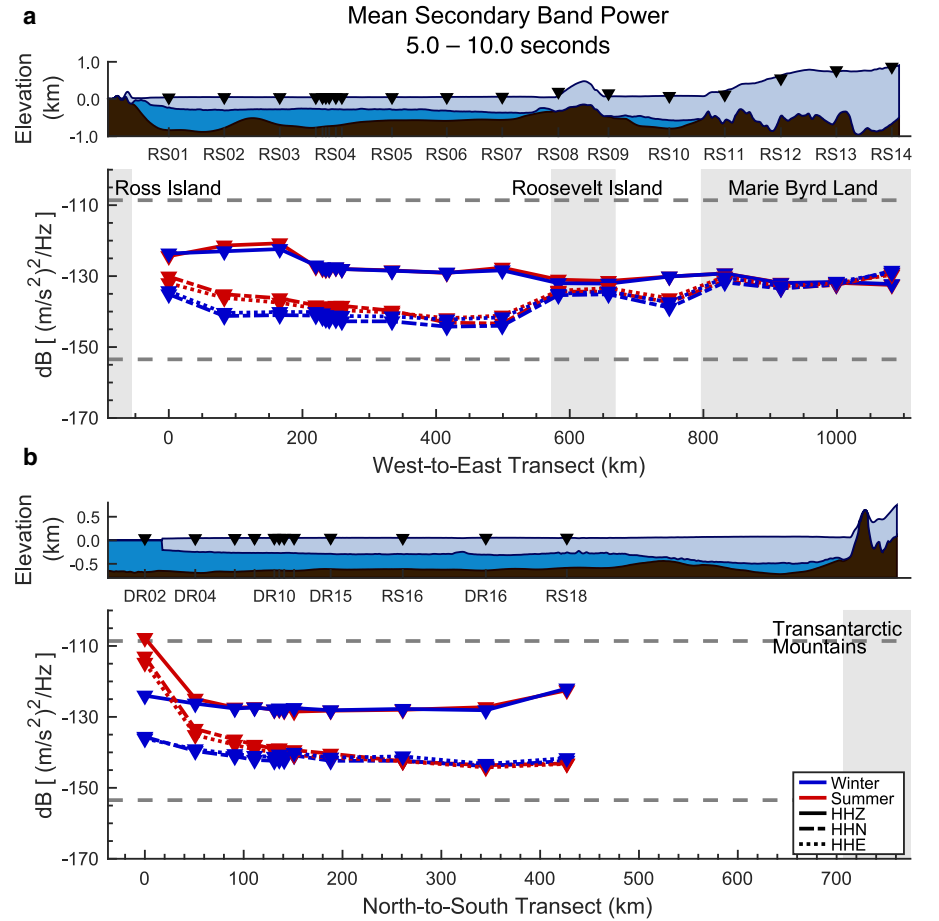 a
Mean Secondary Band Power
5.0 – 10.0 seconds
Elevation
(km)
1.0
0.0
-1.0
RS01 RS02 RS03 RS04 RS05 RS06 RS07 RS08 RS09 RS10 RS11 RS12 RS13 RS14
Ross Island Roosevelt Island Marie Byrd Land
dB [ (m/s²)²/Hz ]
-110
-130
-150
-170
0 200 400 600 800 1000
West-to-East Transect (km)
b
Elevation
(km)
0.5
0.0
-0.5
DR02 DR04 DR10 DR15 RS16 DR16 RS18
Transantarctic
Mountains
dB [ (m/s²)²/Hz ]
-110
-130
-150
-170
Winter
Summer
HHZ
HHN
HHE
0 100 200 300 400 500 600 700
North-to-South Transect (km)